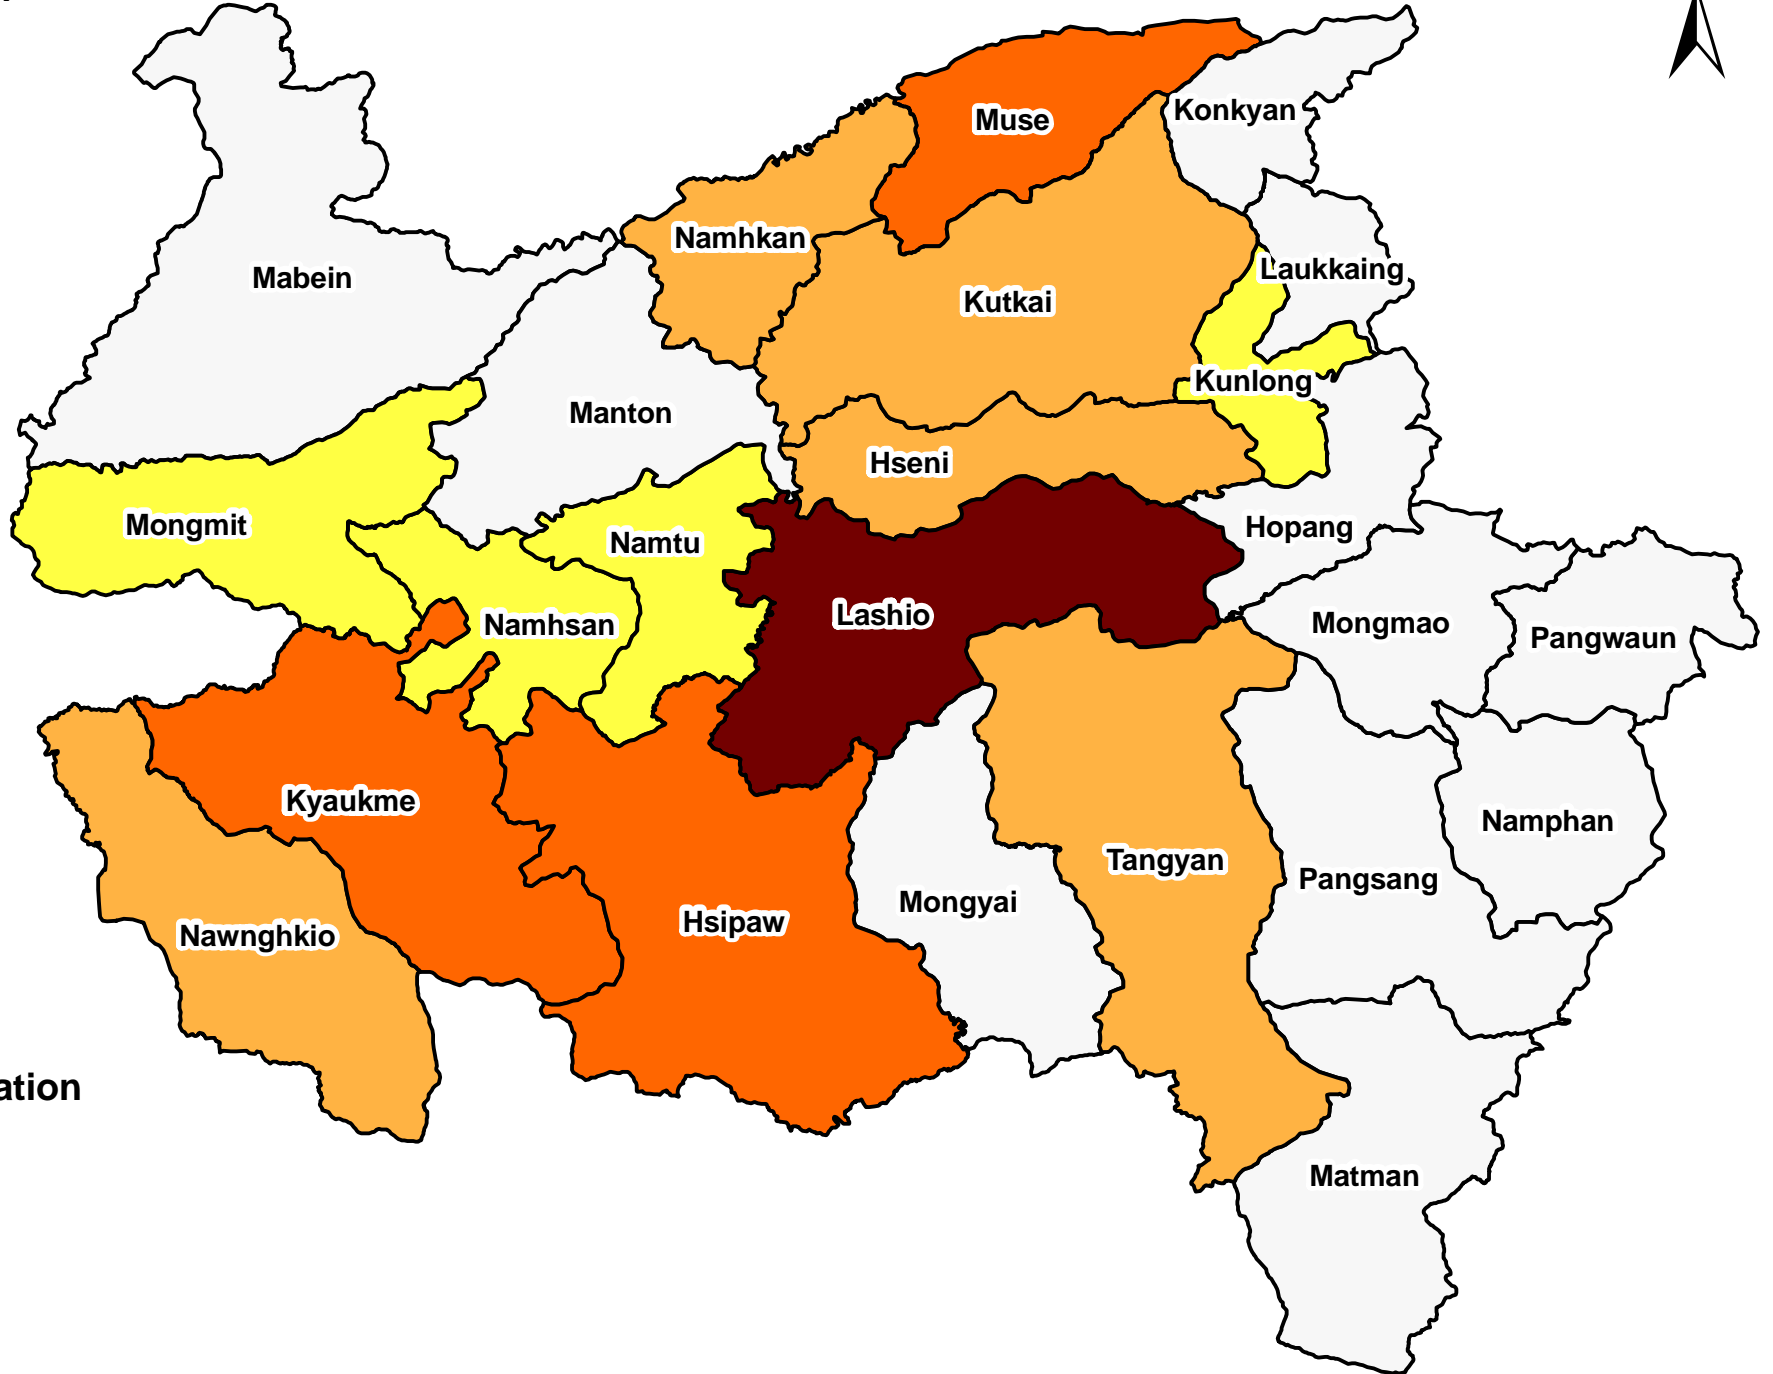 Muse
Konkyan
Namhkan
Laukkaing
Mabein
Kutkai
Kunlong
Manton
Hseni
Mongmit
Hopang
Namtu
Lashio
Namhsan
Mongmao
Pangwaun
Kyaukme
Namphan
Tangyan
Pangsang
Mongyai
Hsipaw
Nawnghkio
ation
Matman